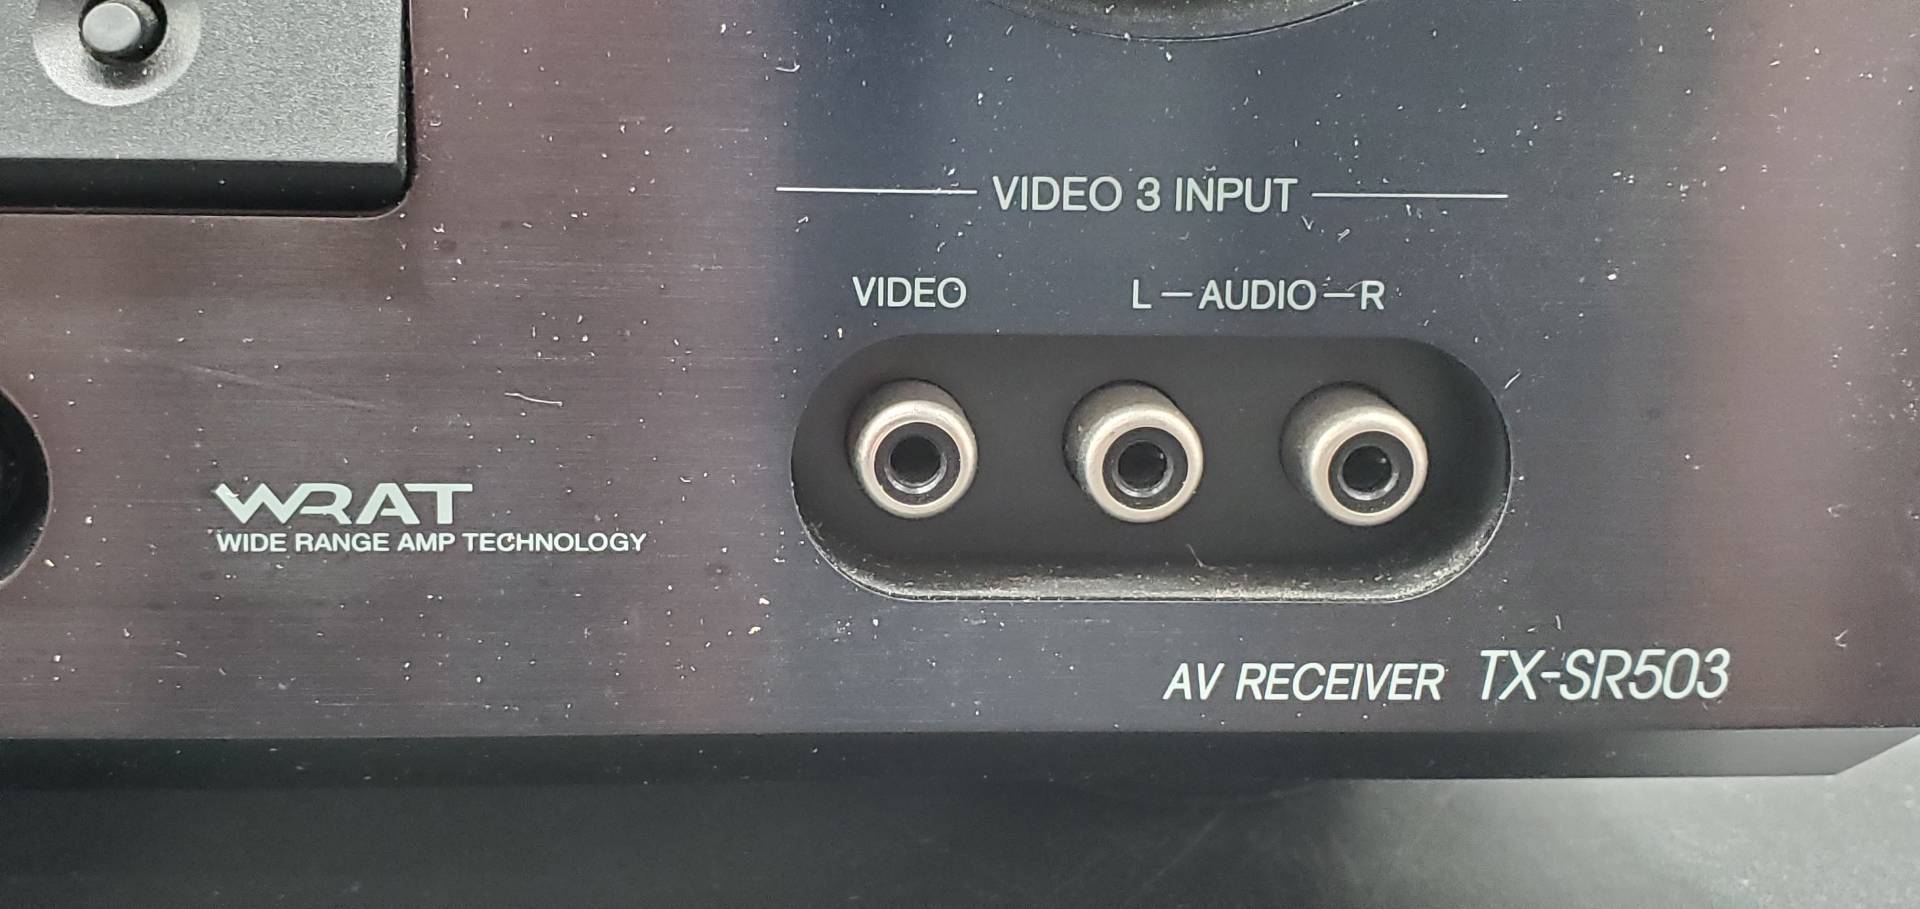 VIDEO 3 INPUT
VIDEO L-AUDIO-R
WRAT
WIDE RANGE AMP TECHNOLOGY
AV RECEIVER TX-SR503